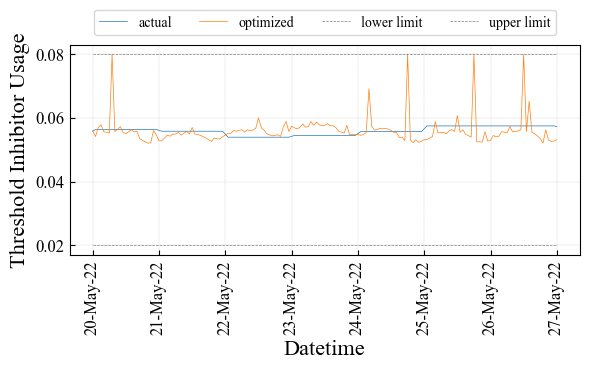 actual optimized lower limit upper limit
Threshold Inhibitor Usage
0.08
0.06
0.04
0.02
20-May-22 21-May-22 22-May-22 23-May-22 24-May-22 25-May-22 26-May-22 27-May-22
Datetime